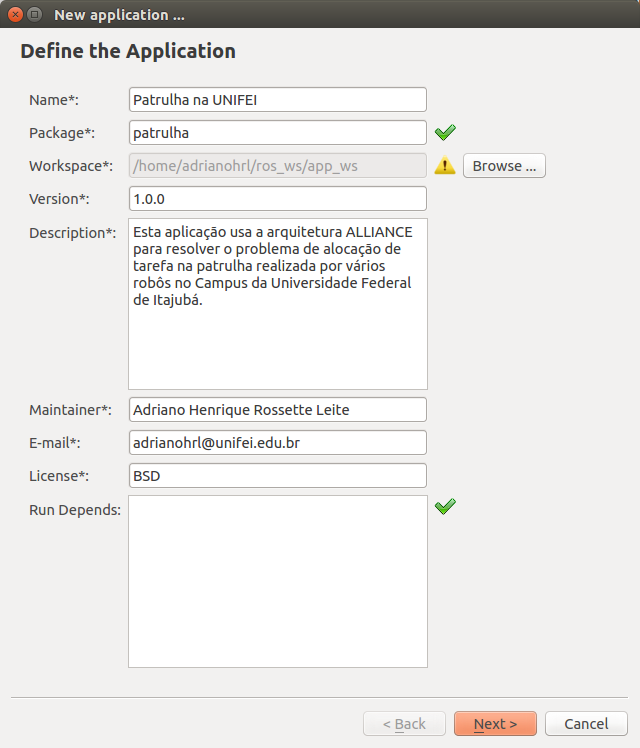 New application ...
Define the Application
Name*: Patrulha na UNIFEI
Package*: patrulha
Workspace*: /home/adrianohrl/ros_ws/app_ws Browse ...
Version*: 1.0.0
Description*: Esta aplicação usa a arquitetura ALLIANCE
para resolver o problema de alocação de
tarefa na patrulha realizada por vários
robôs no Campus da Universidade Federal
de Itajubá.
Maintainer*: Adriano Henrique Rossette Leite
E-mail*: adrianohrl@unifei.edu.br
License*: BSD
Run Depends:
< Back Next > Cancel